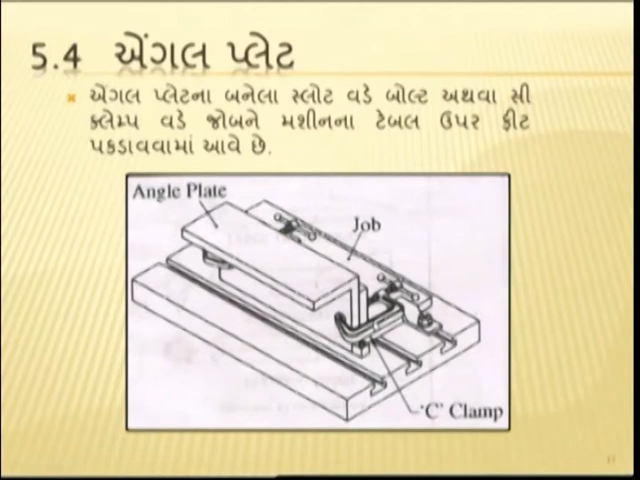 5.4 એંગલ પ્લેટ
એંગલ પ્લેટના બનેલા સ્લોટ વડે બોલ્ટ અથવા સી
ક્લેમ્પ વડે જોબને મશીનના ટેબલ ઉપર ફીટ
પકડાવવામાં આવે છે.
Angle Plate
Job
'C' Clamp